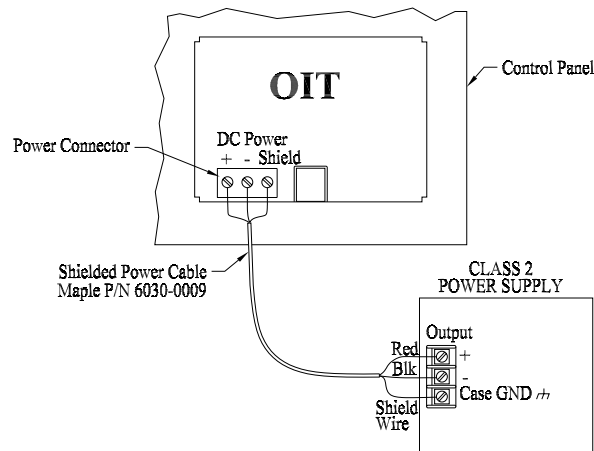 OIT
Control Panel
DC Power
Power Connector
+ - Shield
Shielded Power Cable
Maple P/N 6030-0009
CLASS 2
POWER SUPPLY
Output
Red +
Blk -
Case GND
Shield
Wire